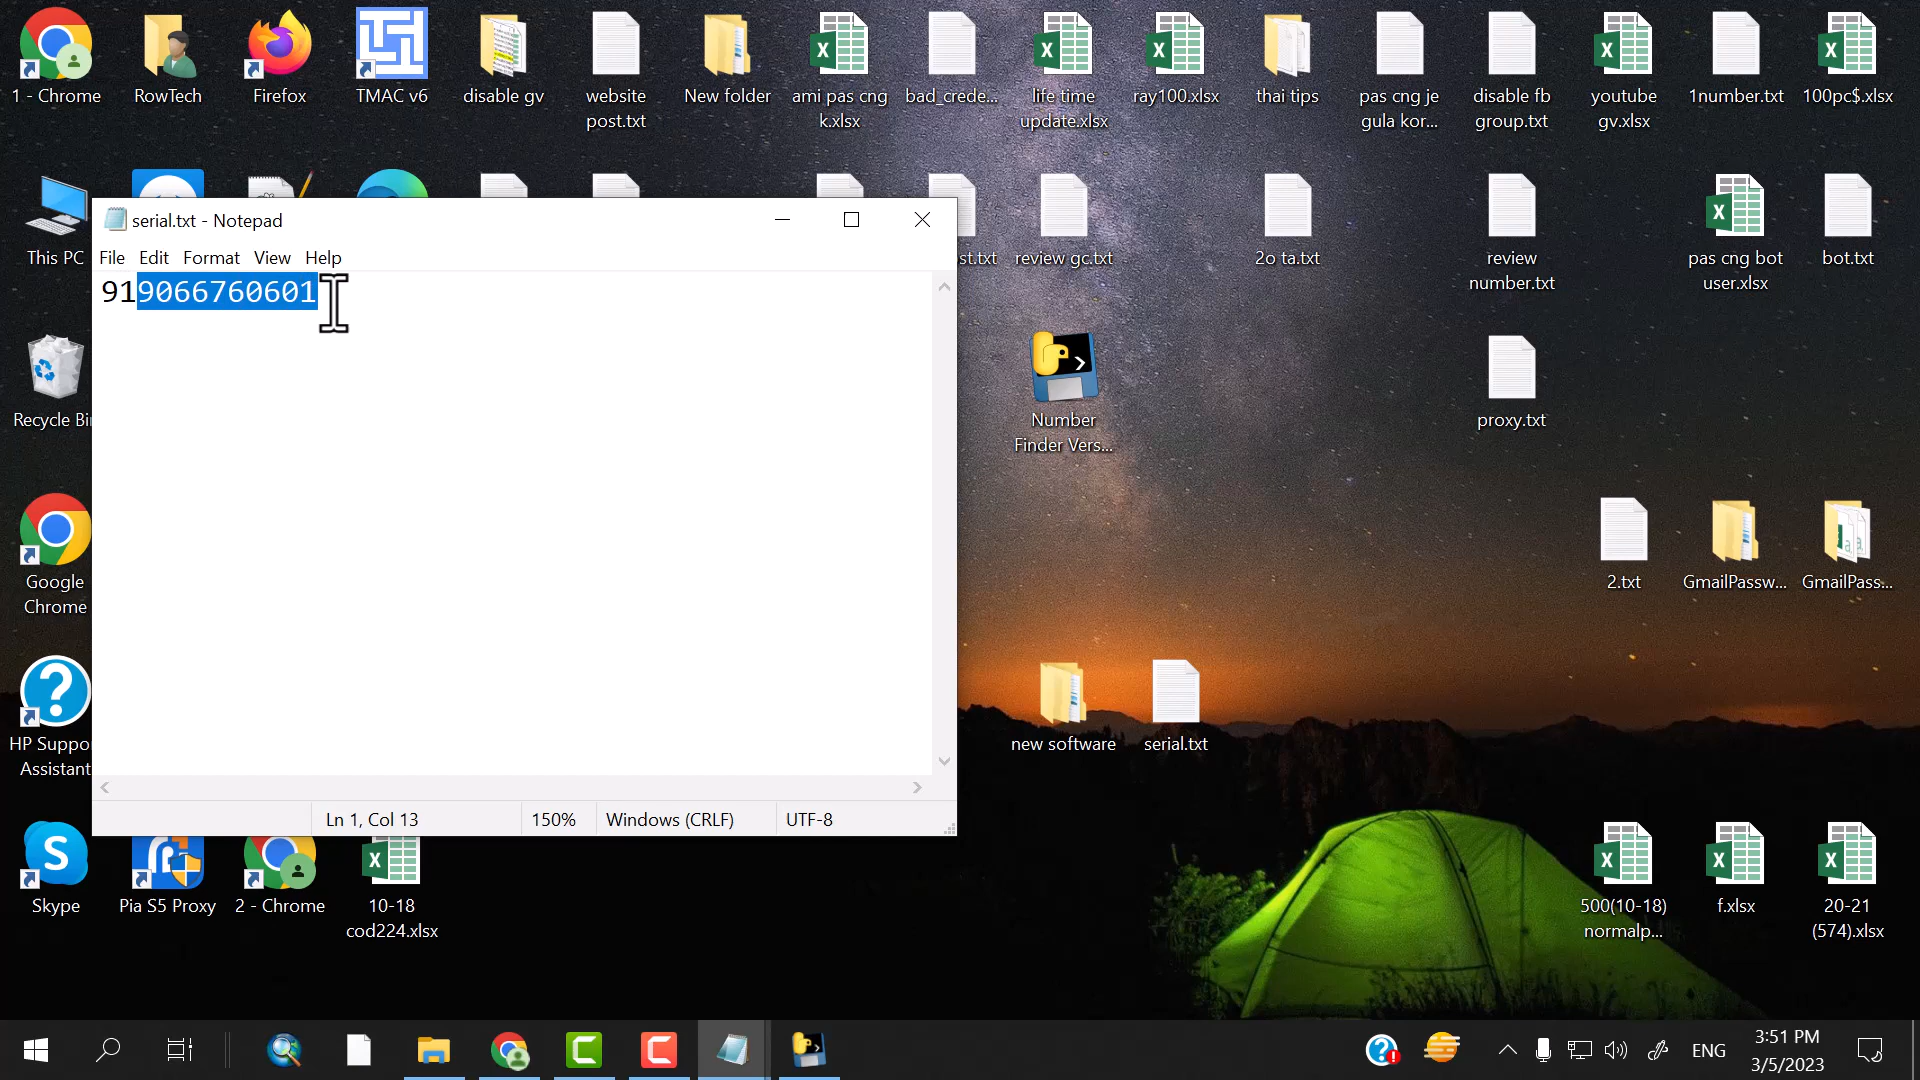 1 - Chrome
RowTech
Firefox
TMAC v6
disable gv
website
post.txt
New folder
ami pas cng
k.xlsx
bad_crede...
life time
update.xlsx
ray100.xlsx
thai tips
pas cng je
gula kor...
disable fb
group.txt
youtube
gv.xlsx
1number.txt
100pc$.xlsx
This PC
serial.txt - Notepad
File Edit Format View Help
919066760601
st.txt
review gc.txt
2o ta.txt
review
number.txt
pas cng bot
user.xlsx
bot.txt
Recycle Bi
Number
Finder Vers...
proxy.txt
Google
Chrome
2.txt
GmailPassw...
GmailPass...
HP Suppo
Assistant
new software
serial.txt
Ln 1, Col 13
150%
Windows (CRLF)
UTF-8
Skype
Pia S5 Proxy
2 - Chrome
10-18
cod224.xlsx
500(10-18)
normalp...
f.xlsx
20-21
(574).xlsx
ENG
3:51 PM
3/5/2023